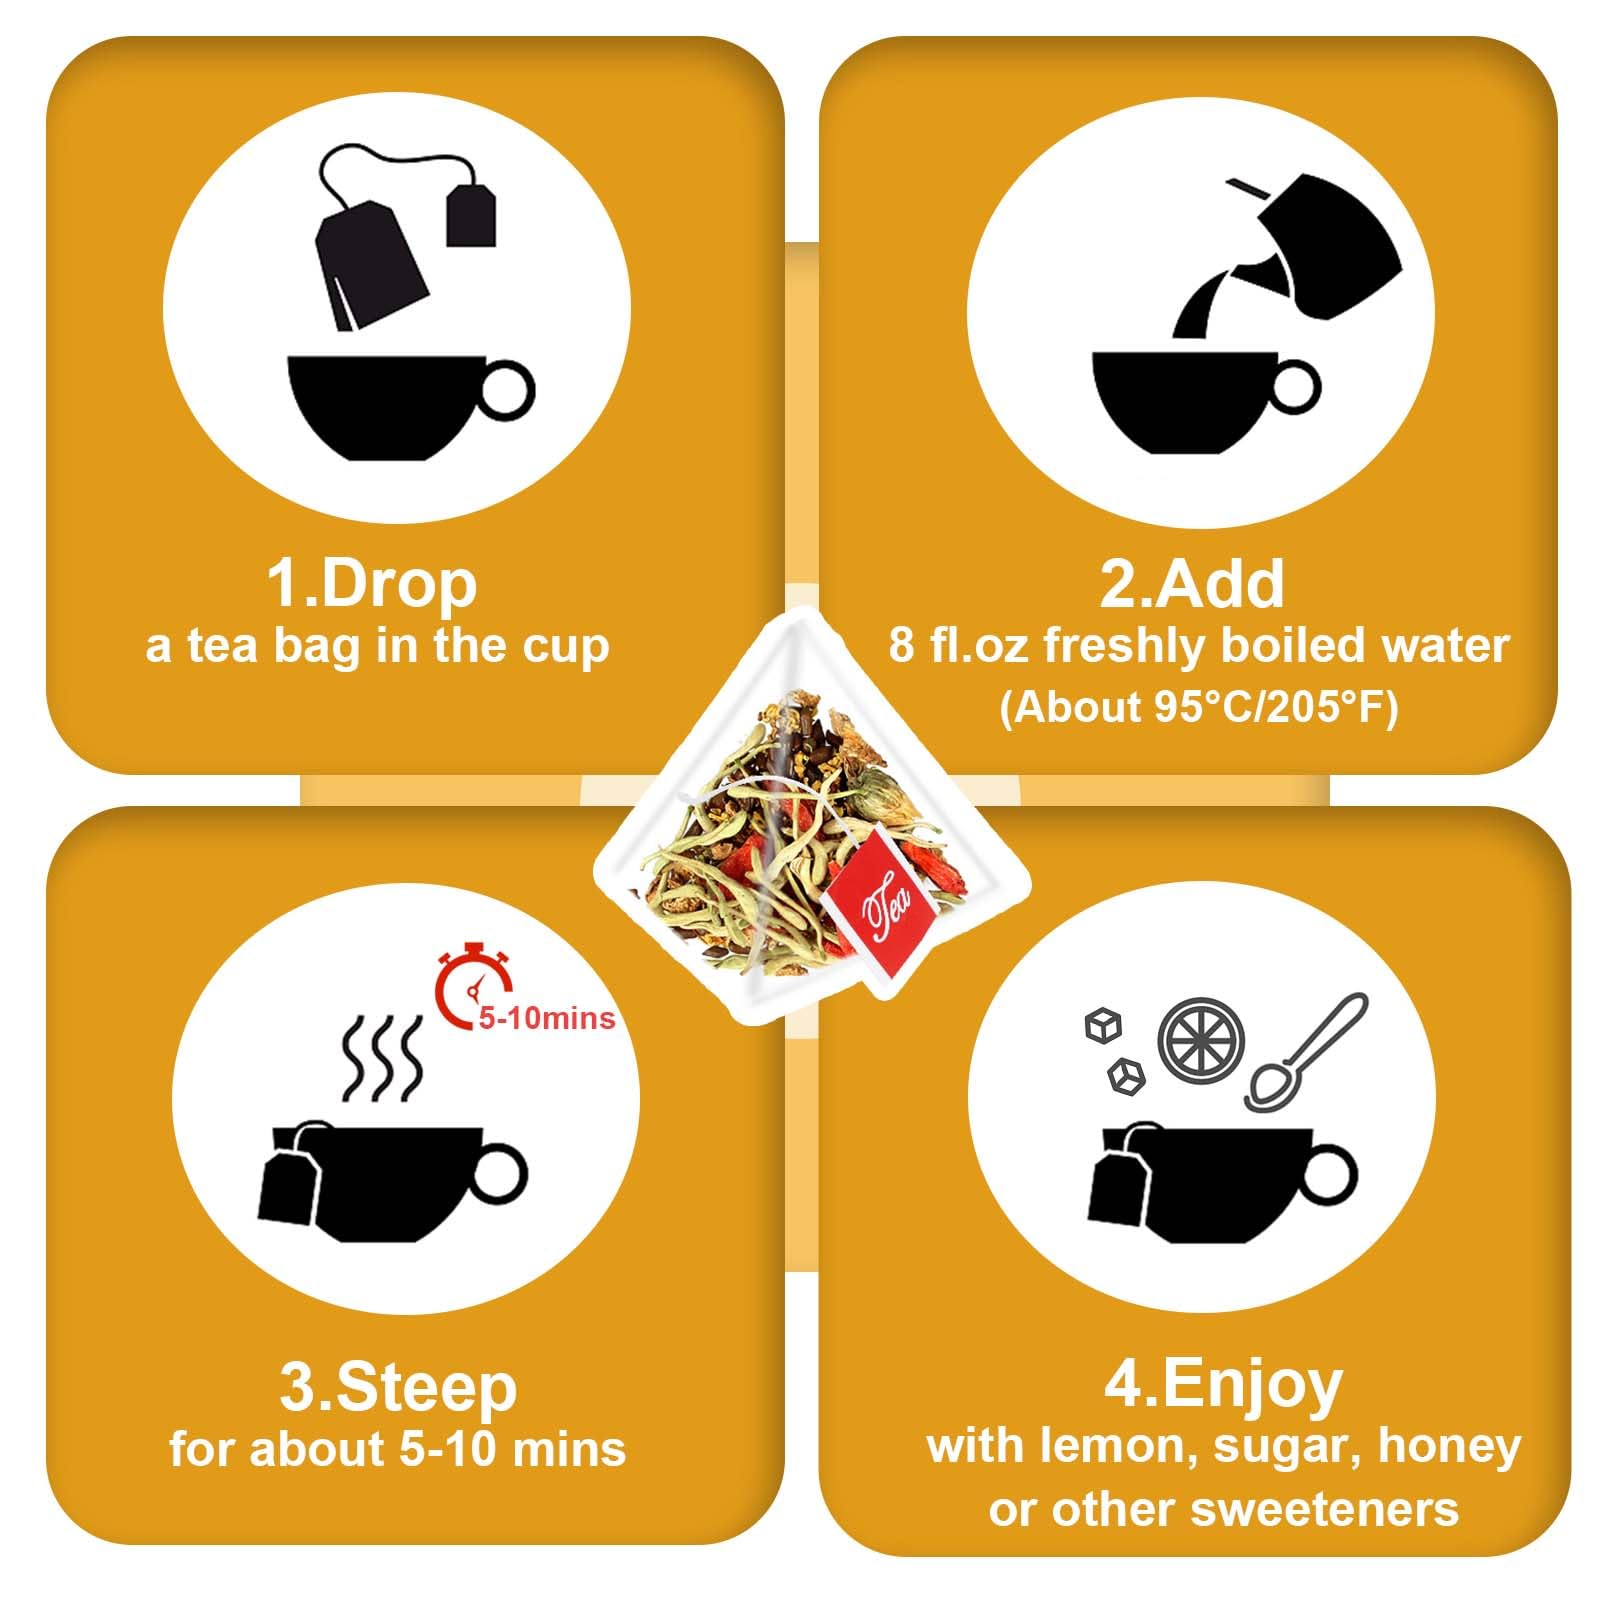 1.Drop
a tea bag in the cup
2.Add
8 fl.oz freshly boiled water
(About 95°C/205°F)
Tea
5-10mins
3.Steep
for about 5-10 mins
4.Enjoy
with lemon, sugar, honey
or other sweeteners